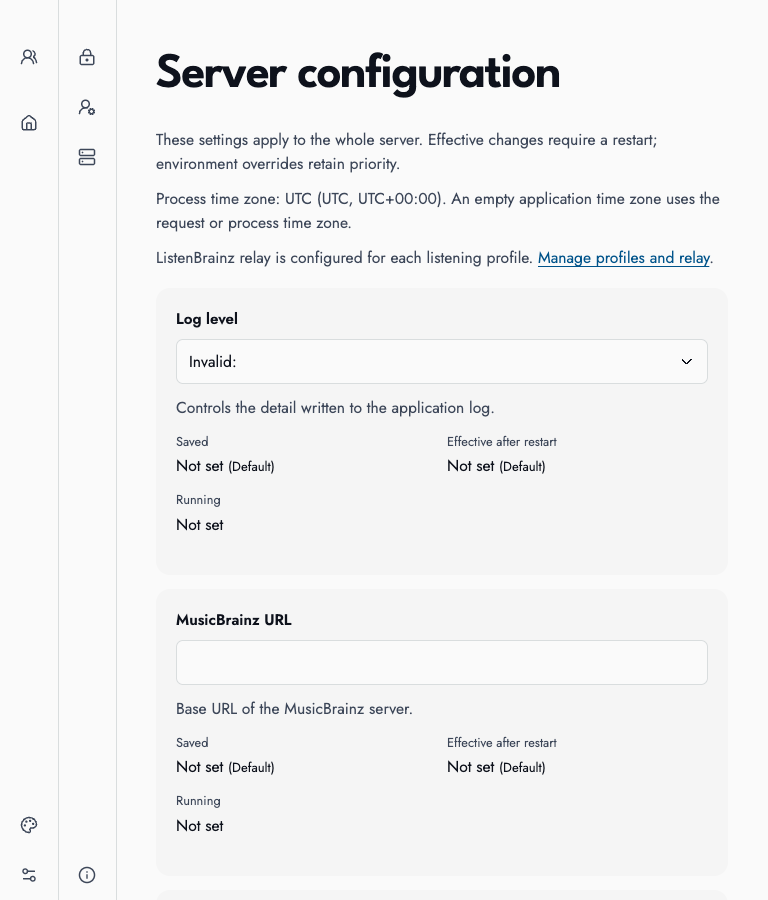 Server configuration
These settings apply to the whole server. Effective changes require a restart;
environment overrides retain priority.
Process time zone: UTC (UTC, UTC+00:00). An empty application time zone uses the
request or process time zone.
ListenBrainz relay is configured for each listening profile. Manage profiles and relay.
Log level
Invalid:
Controls the detail written to the application log.
Saved
Effective after restart
Not set (Default)
Not set (Default)
Running
Not set
MusicBrainz URL
Base URL of the MusicBrainz server.
Saved
Effective after restart
Not set (Default)
Not set (Default)
Running
Not set